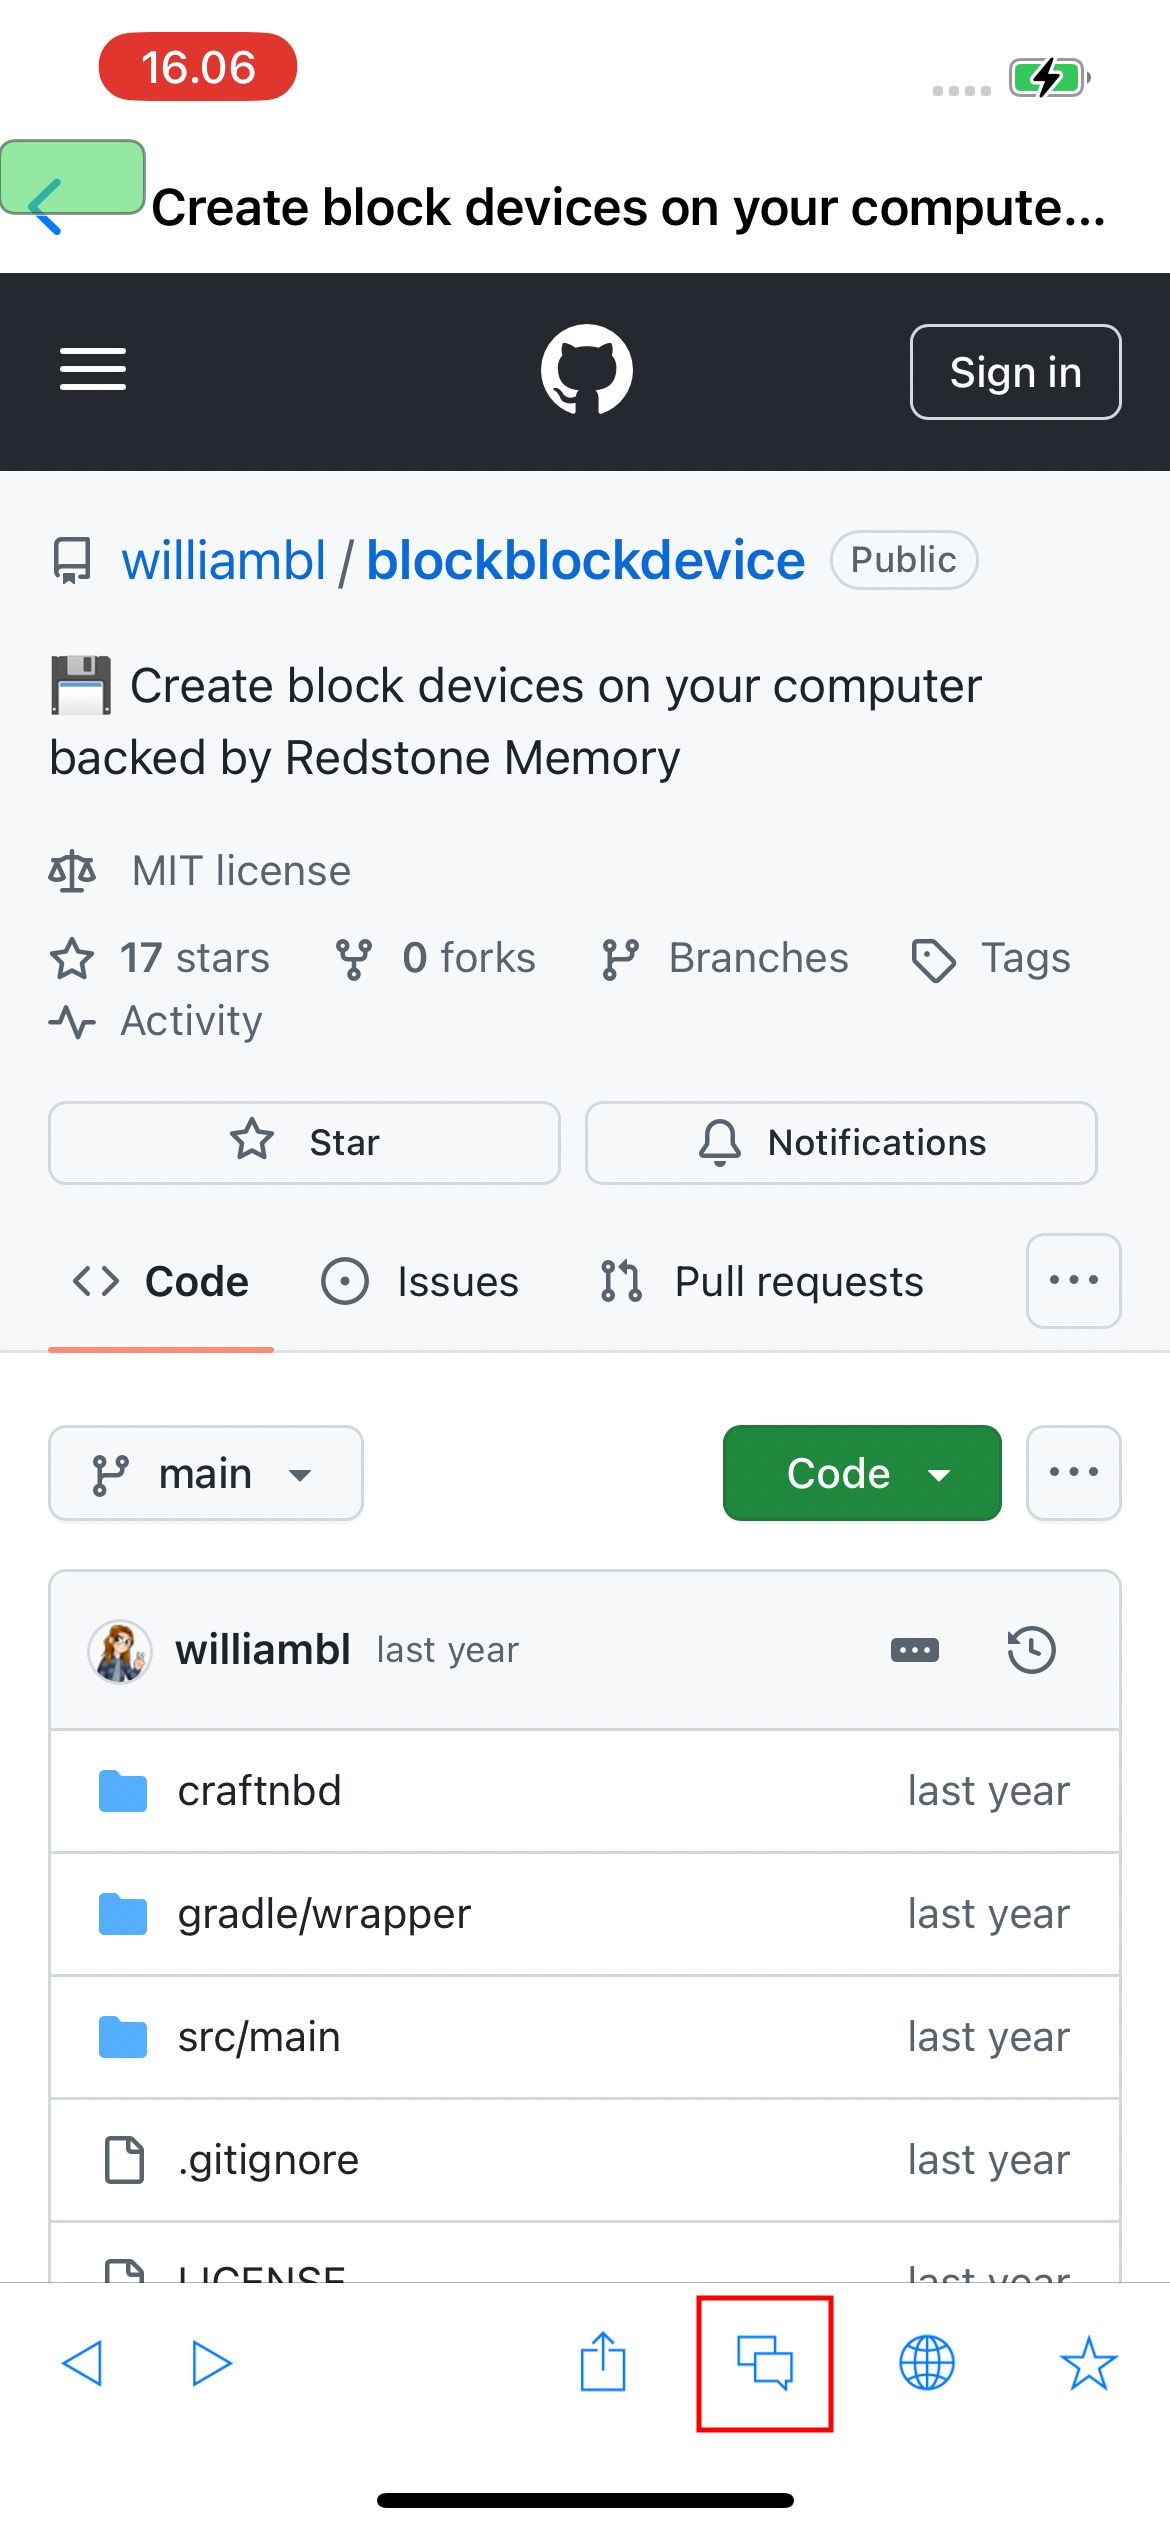 16.06
Create block devices on your compute...
Sign in
williambl / blockblockdevice Public
💾 Create block devices on your computer
backed by Redstone Memory
MIT license
17 stars 0 forks Branches Tags
Activity
Star Notifications
Code Issues Pull requests
main Code
williambl last year
craftnbd last year
gradle/wrapper last year
src/main last year
.gitignore last year
LICENSE last year